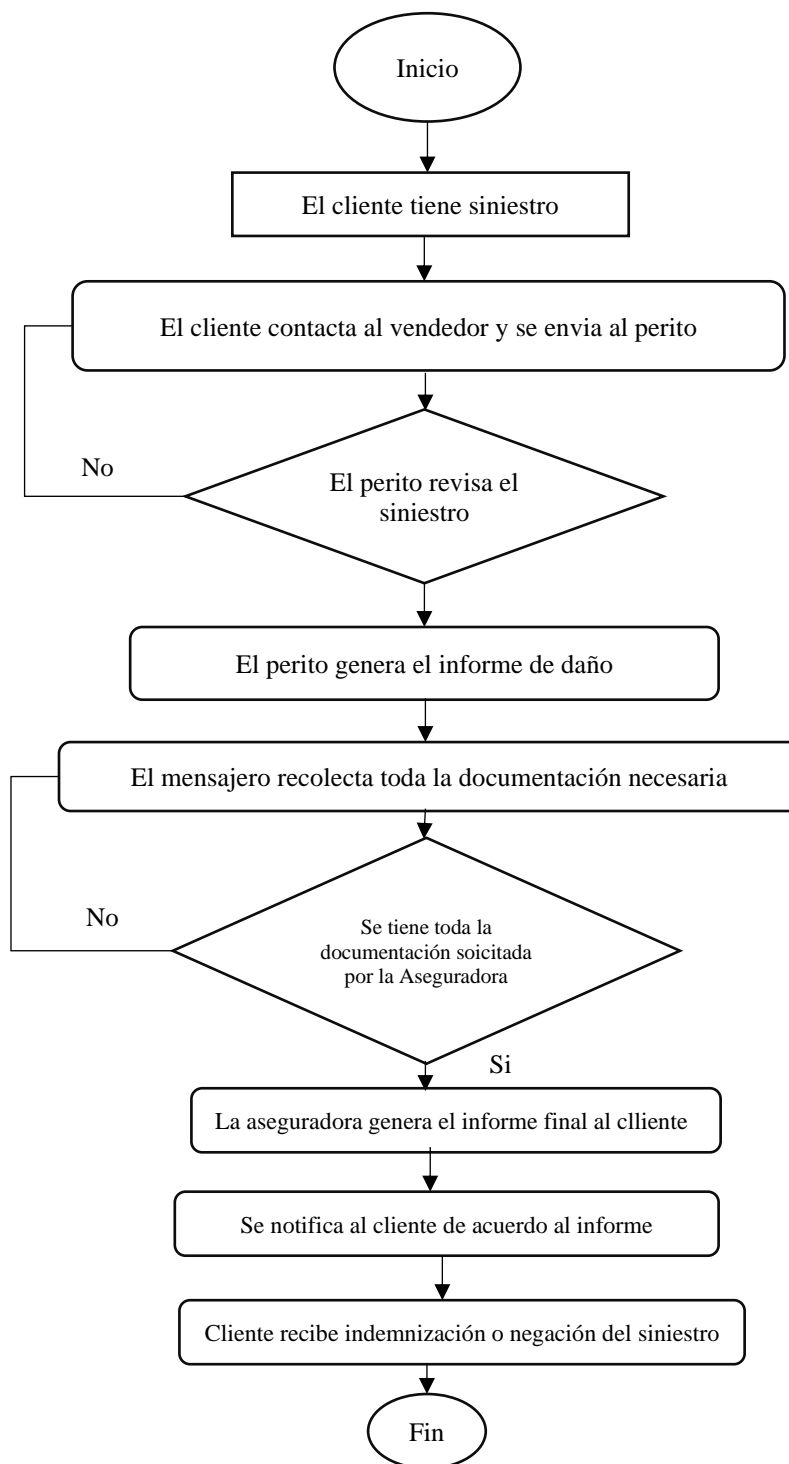 Inicio
El cliente tiene siniestro
El cliente contacta al vendedor y se envia al perito
No
El perito revisa el
siniestro
El perito genera el informe de daño
El mensajero recolecta toda la documentación necesaria
No
Se tiene toda la
documentación soicitada
por la Aseguradora
Si
La aseguradora genera el informe final al clliente
Se notifica al cliente de acuerdo al informe
Cliente recibe indemnización o negación del siniestro
Fin